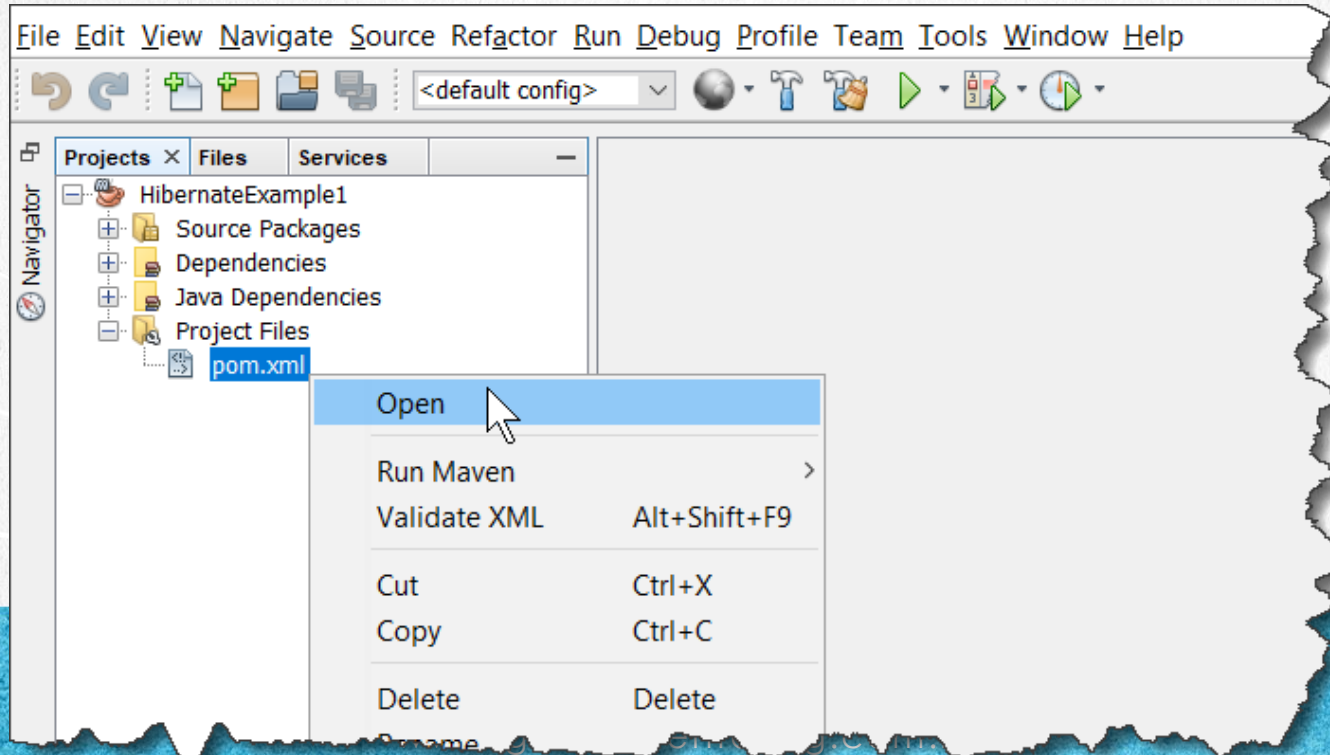 File Edit View Navigate Source Refactor Run Debug Profile Team Tools Window Help
<default config>
Projects Files Services
Navigator
HibernateExample1
Source Packages
Dependencies
Java Dependencies
Project Files
pom.xml
Open
Run Maven
Validate XML Alt+Shift+F9
Cut Ctrl+X
Copy Ctrl+C
Delete Delete